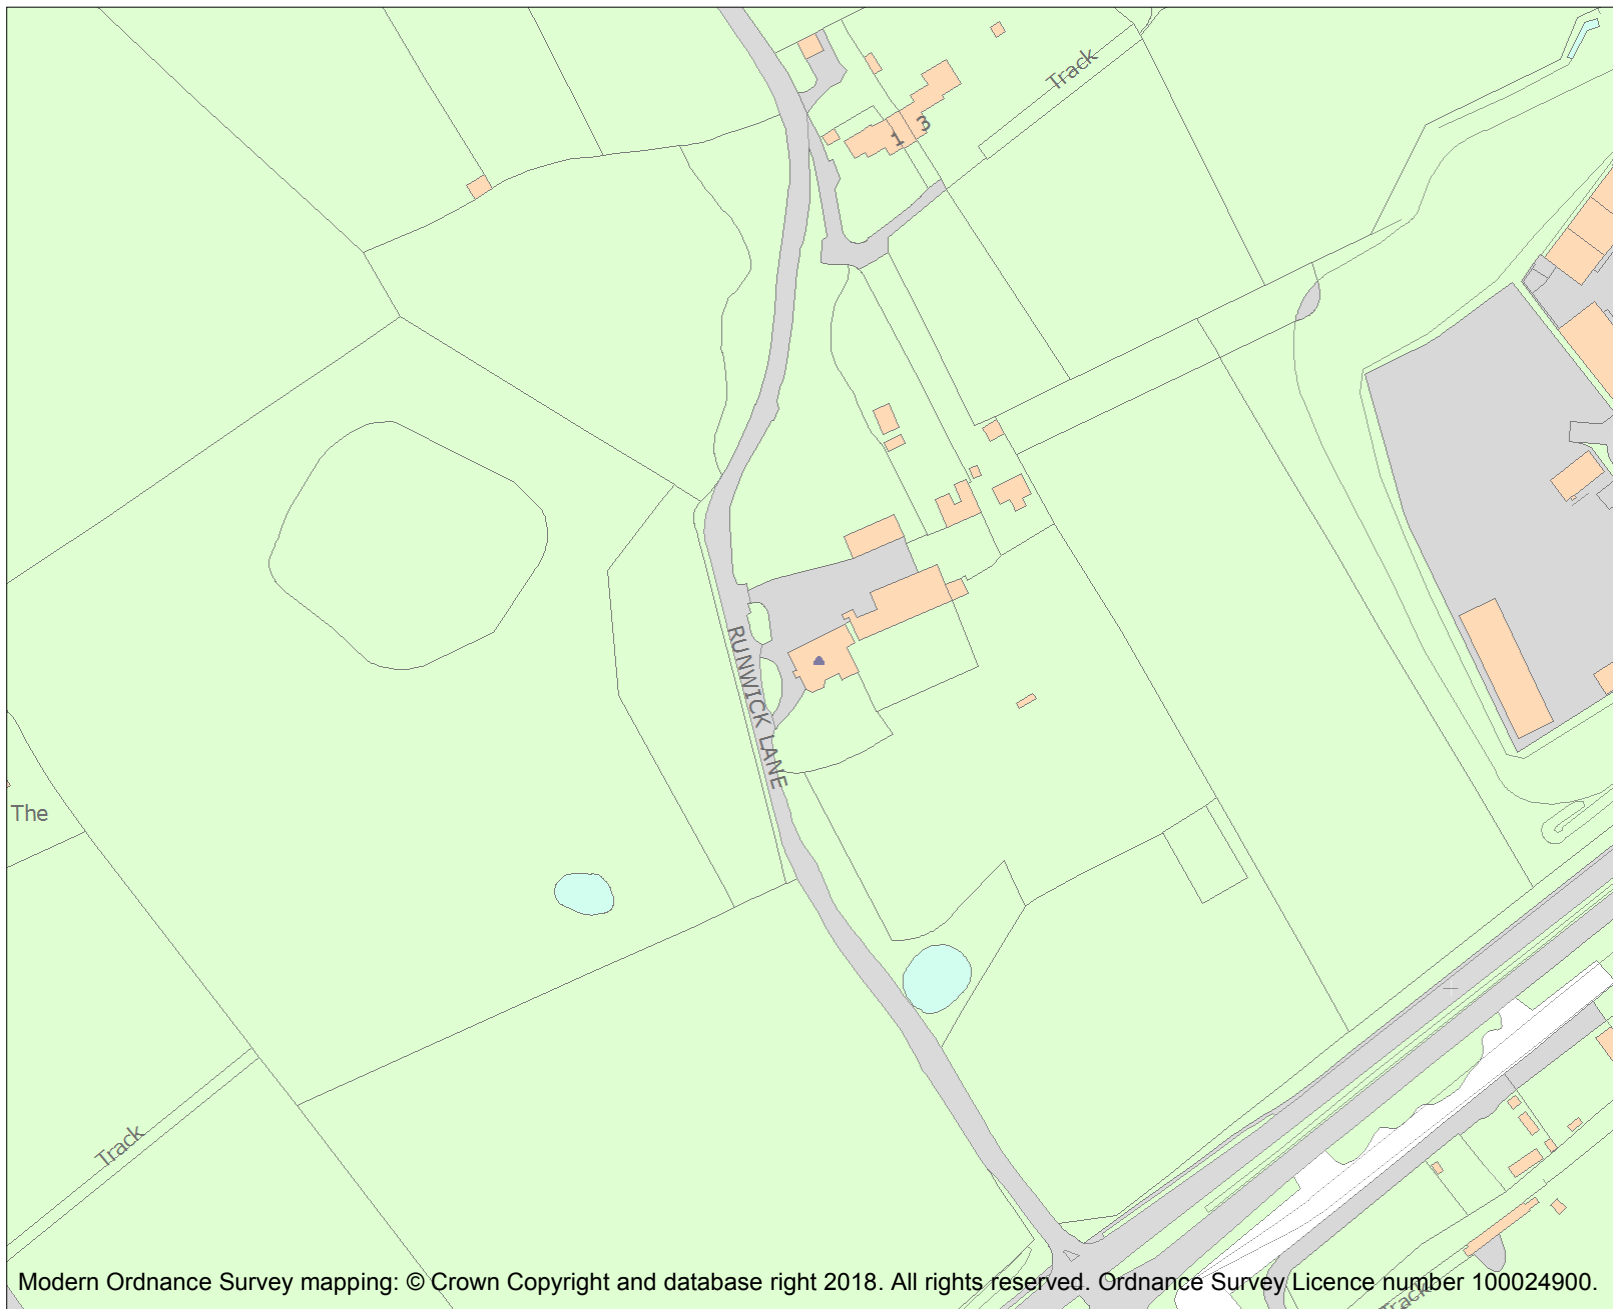 Track
1 3
RUNWICK LANE
The
Track
Track
Modern Ordnance Survey mapping: © Crown Copyright and database right 2018. All rights reserved. Ordnance Survey Licence number 100024900.